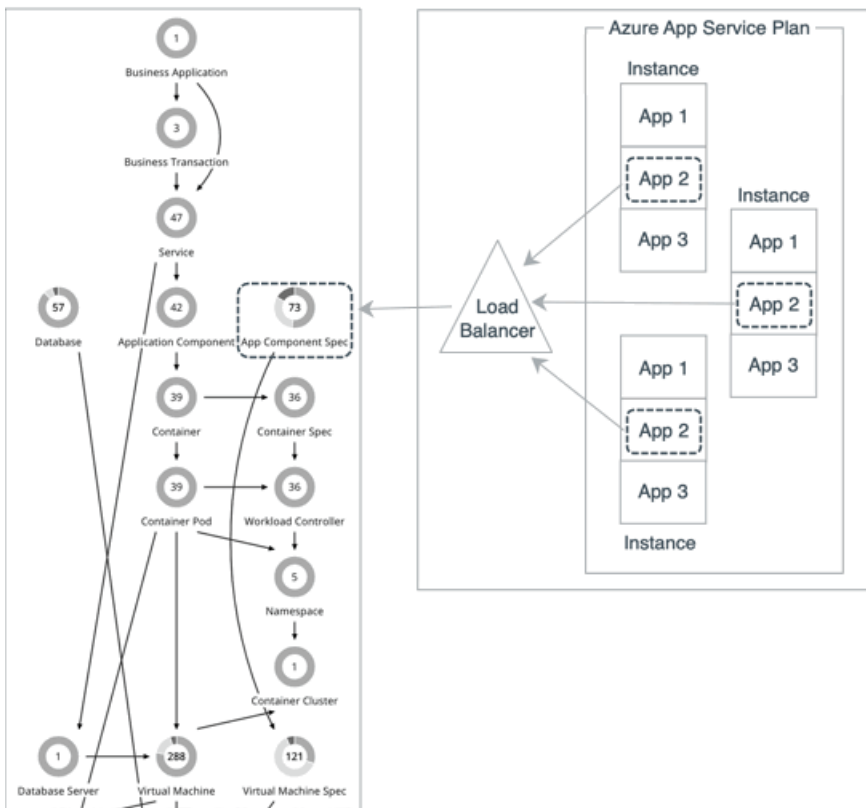 1
Business Application
3
Business Transaction
47
Service
57
Database
42
Application Component
73
App Component Spec
39
Container
36
Container Spec
39
Container Pod
36
Workload Controller
5
Namespace
1
Container Cluster
1
Database Server
288
Virtual Machine
121
Virtual Machine Spec
Azure App Service Plan
Instance
App 1
App 2
App 3
Instance
App 1
App 2
App 3
Load
Balancer
App 1
App 2
App 3
Instance